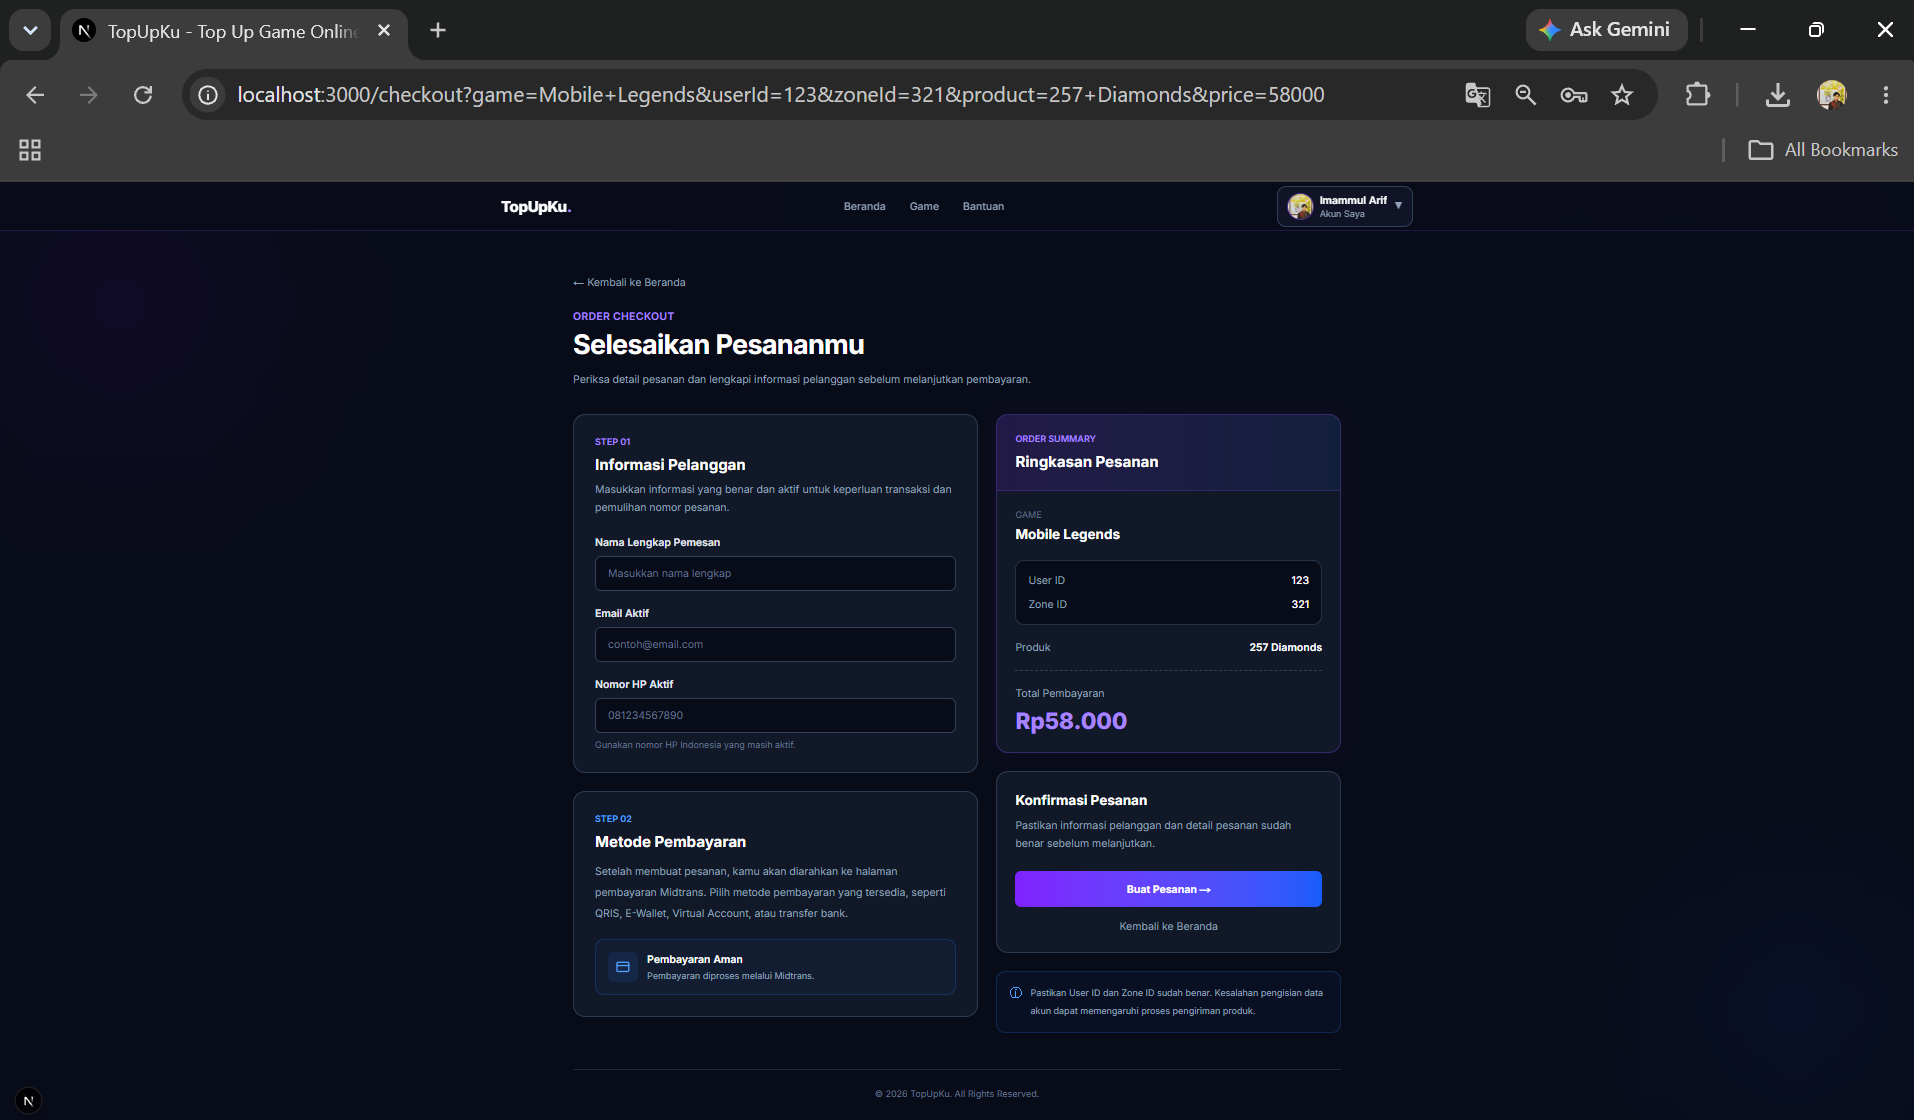 TopUpKu - Top Up Game Online
Ask Gemini
localhost:3000/checkout?game=Mobile+Legends&userId=123&zoneId=321&product=257+Diamonds&price=58000
All Bookmarks
TopUpKu.
Beranda
Game
Bantuan
Imammul Arif
Akun Saya
← Kembali ke Beranda
ORDER CHECKOUT
Selesaikan Pesananmu
Periksa detail pesanan dan lengkapi informasi pelanggan sebelum melanjutkan pembayaran.
STEP 01
Informasi Pelanggan
Masukkan informasi yang benar dan aktif untuk keperluan transaksi dan
pemulihan nomor pesanan.
Nama Lengkap Pemesan
Masukkan nama lengkap
Email Aktif
contoh@email.com
Nomor HP Aktif
081234567890
Gunakan nomor HP Indonesia yang masih aktif.
STEP 02
Metode Pembayaran
Setelah membuat pesanan, kamu akan diarahkan ke halaman
pembayaran Midtrans. Pilih metode pembayaran yang tersedia, seperti
QRIS, E-Wallet, Virtual Account, atau transfer bank.
Pembayaran Aman
Pembayaran diproses melalui Midtrans.
ORDER SUMMARY
Ringkasan Pesanan
GAME
Mobile Legends
User ID 123
Zone ID 321
Produk 257 Diamonds
Total Pembayaran
Rp58.000
Konfirmasi Pesanan
Pastikan informasi pelanggan dan detail pesanan sudah
benar sebelum melanjutkan.
Buat Pesanan →
Kembali ke Beranda
Pastikan User ID dan Zone ID sudah benar. Kesalahan pengisian data
akun dapat memengaruhi proses pengiriman produk.
© 2026 TopUpKu. All Rights Reserved.
N